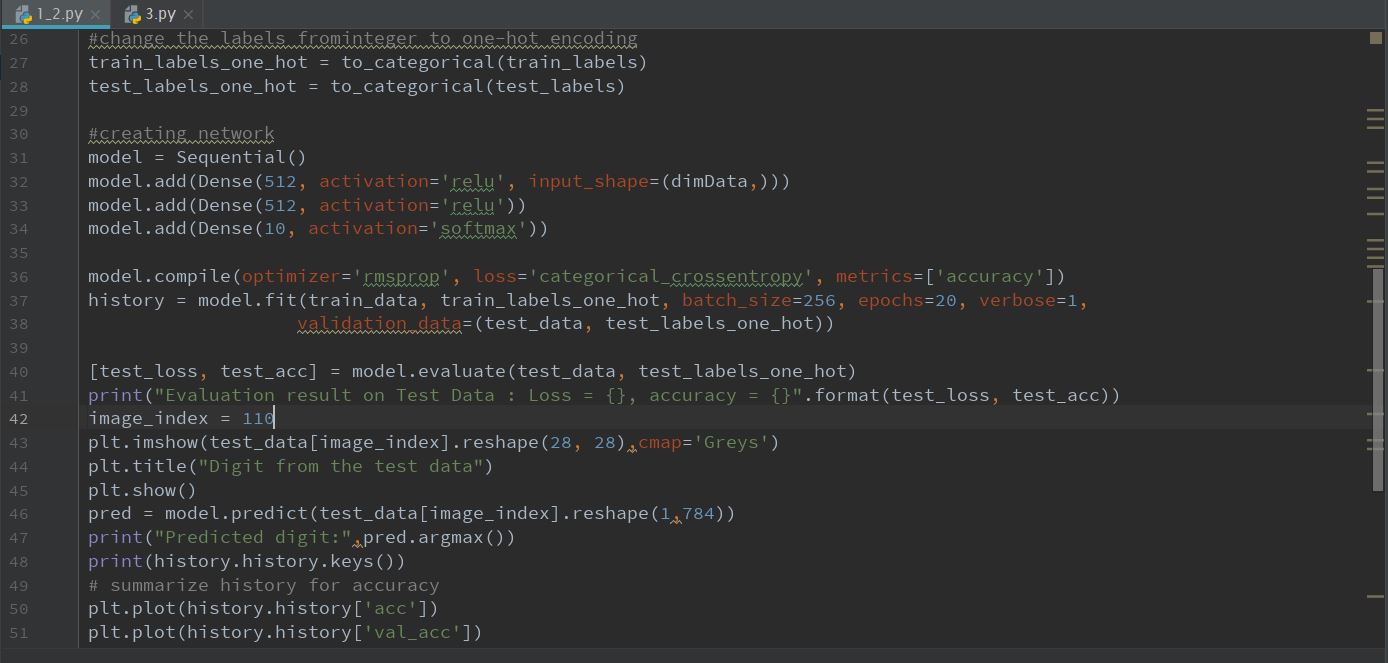 1_2.py 3.py
26 #change the labels frominteger to one-hot encoding
27 train_labels_one_hot = to_categorical(train_labels)
28 test_labels_one_hot = to_categorical(test_labels)
29
30 #creating network
31 model = Sequential()
32 model.add(Dense(512, activation='relu', input_shape=(dimData,)))
33 model.add(Dense(512, activation='relu'))
34 model.add(Dense(10, activation='softmax'))
35
36 model.compile(optimizer='rmsprop', loss='categorical_crossentropy', metrics=['accuracy'])
37 history = model.fit(train_data, train_labels_one_hot, batch_size=256, epochs=20, verbose=1,
38                    validation_data=(test_data, test_labels_one_hot))
39
40 [test_loss, test_acc] = model.evaluate(test_data, test_labels_one_hot)
41 print("Evaluation result on Test Data : Loss = {}, accuracy = {}".format(test_loss, test_acc))
42 image_index = 110
43 plt.imshow(test_data[image_index].reshape(28, 28),cmap='Greys')
44 plt.title("Digit from the test data")
45 plt.show()
46 pred = model.predict(test_data[image_index].reshape(1,784))
47 print("Predicted digit:",pred.argmax())
48 print(history.history.keys())
49 # summarize history for accuracy
50 plt.plot(history.history['acc'])
51 plt.plot(history.history['val_acc'])